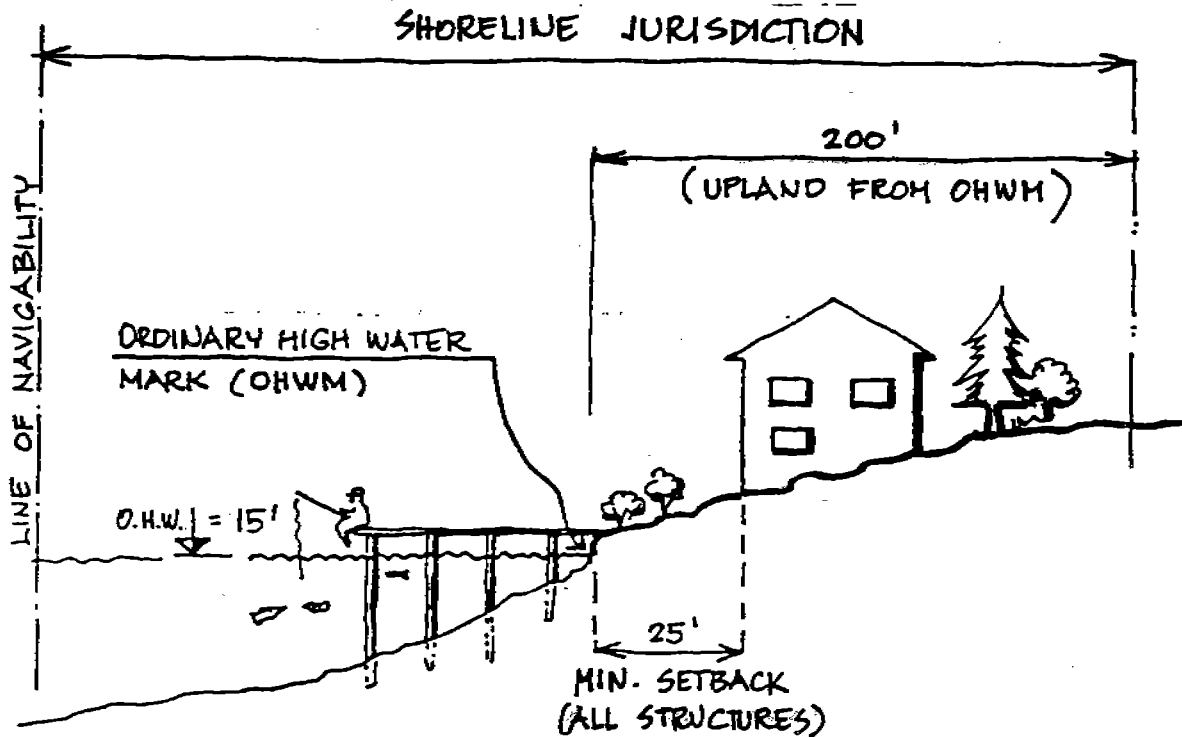 SHORELINE JURISDICTION
200'
(UPLAND FROM OHWM)
LINE OF NAVIGABILITY
ORDINARY HIGH WATER
MARK (OHWM)
O.H.W. = 15'
25'
MIN. SETBACK
(ALL STRUCTURES)